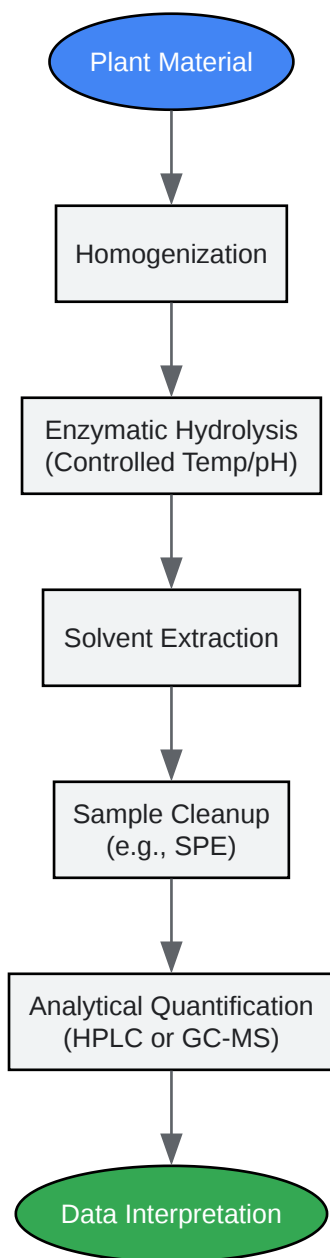 Plant Material
Homogenization
Enzymatic Hydrolysis
(Controlled Temp/pH)
Solvent Extraction
Sample Cleanup
(e.g., SPE)
Analytical Quantification
(HPLC or GC-MS)
Data Interpretation